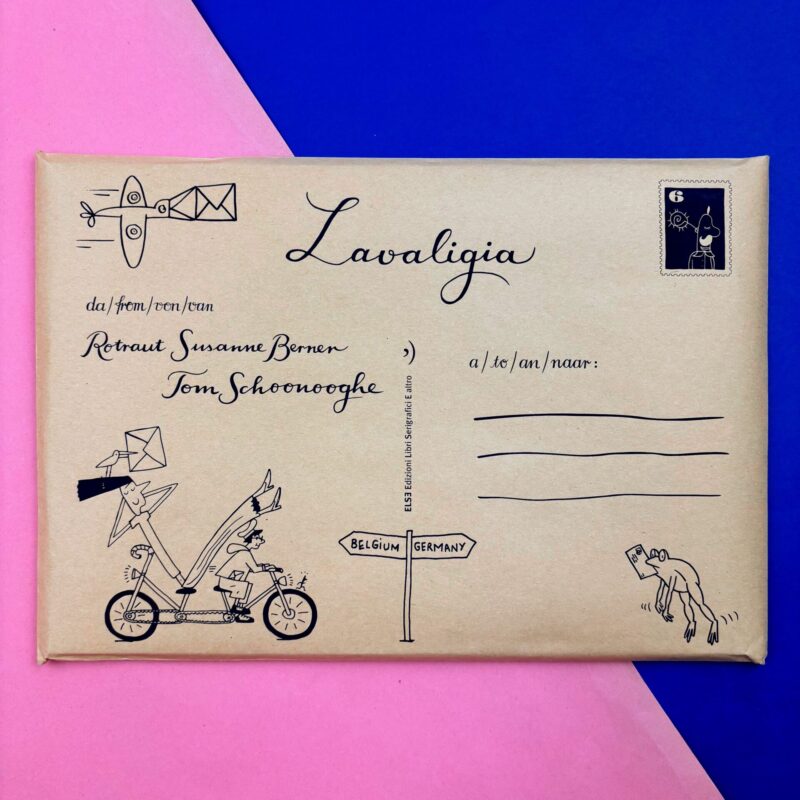 Lavaligia
6
da/from/von/van
Rotraut Susanne Berner
Tom Schoonooghe
a/to/an/naar:
ELSƎ Edizioni Libri Serigrafici E altro
BELGIUM GERMANY